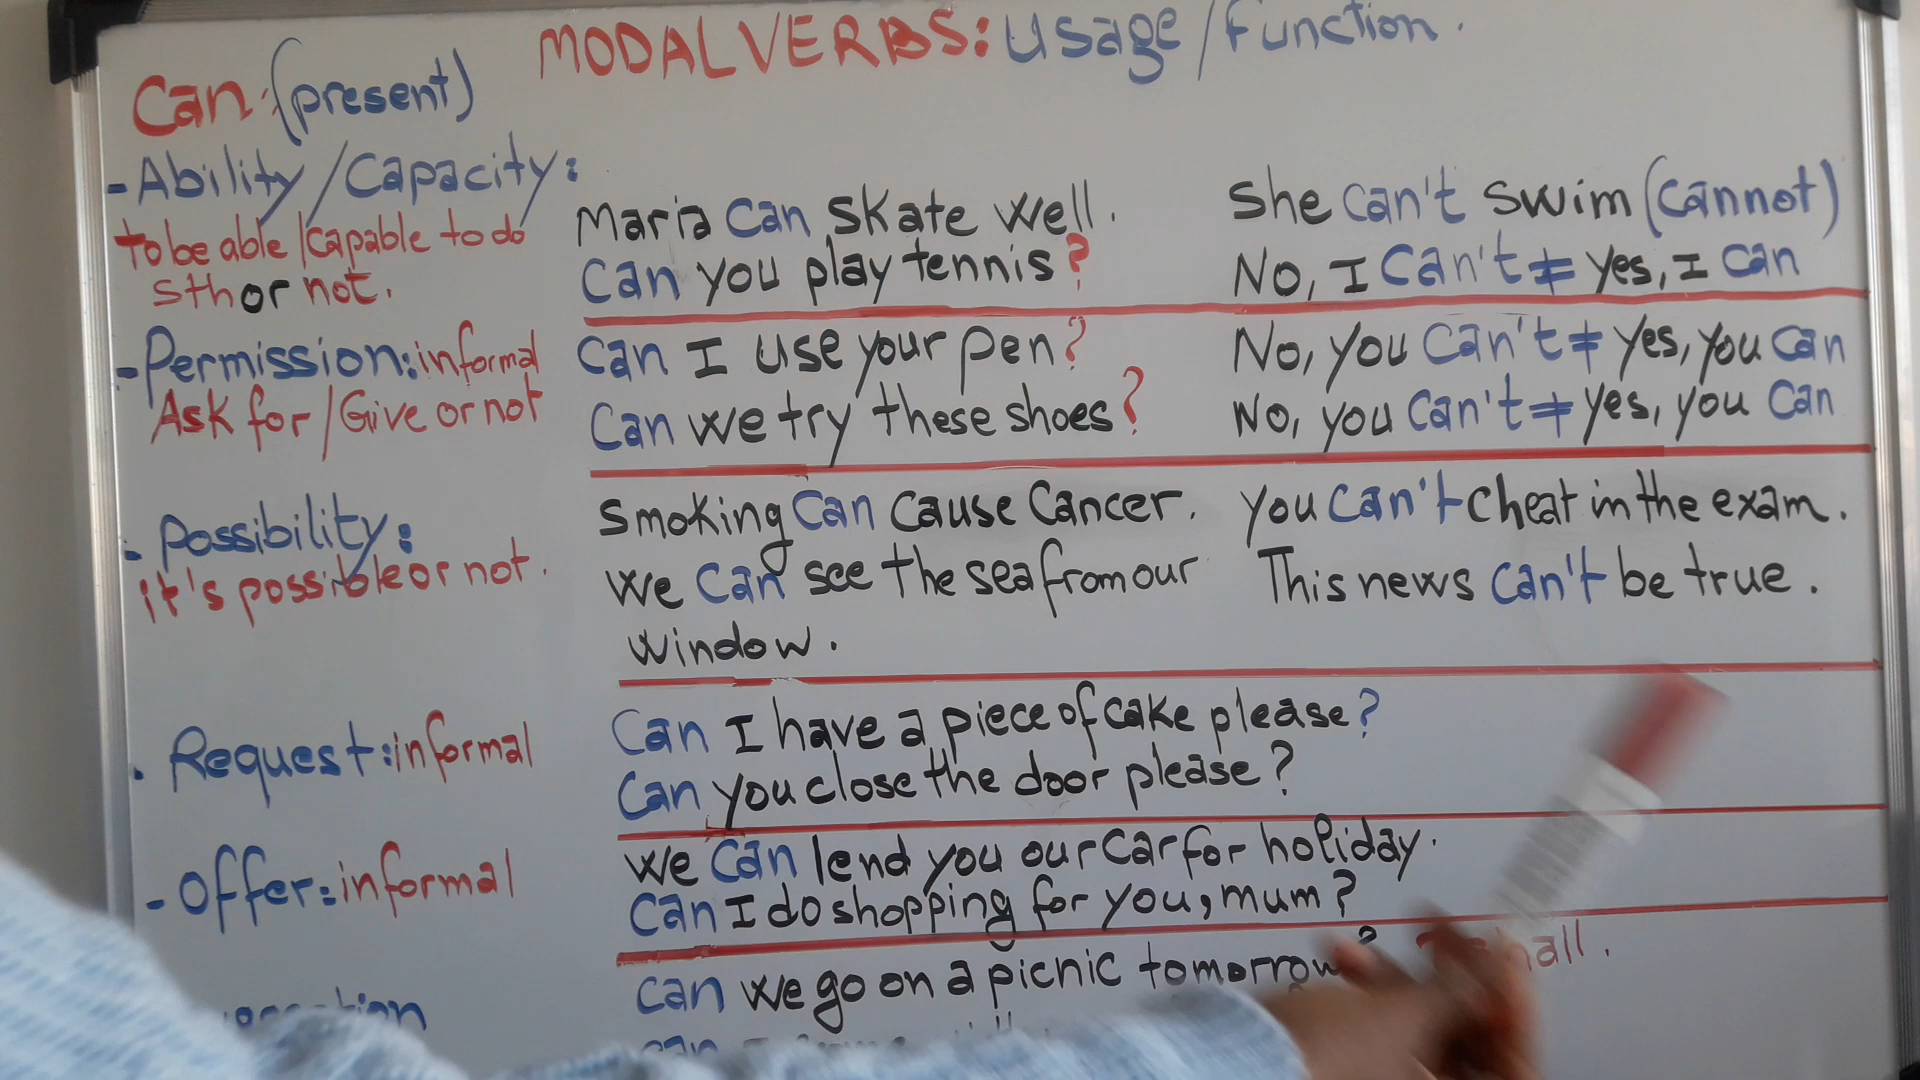 MODAL VERBS: Usage / Function.
Can: (present)
- Ability / Capacity:
To be able / capable to do
sth or not.
Maria Can skate well.
She can't swim (cannot)
Can you play tennis?
No, I can't ≠ yes, I can
- Permission: informal
Ask for / Give or not
Can I use your pen?
No, you can't ≠ yes, you can
Can we try these shoes?
No, you can't ≠ yes, you can
- Possibility:
it's possible or not.
Smoking Can cause Cancer.
you can't cheat in the exam.
We Can see the sea from our
window.
This news can't be true.
. Request: informal
Can I have a piece of cake please?
Can you close the door please?
- Offer: informal
We can lend you our car for holiday.
Can I do shopping for you, mum?
Can we go on a picnic tomorrow?
can